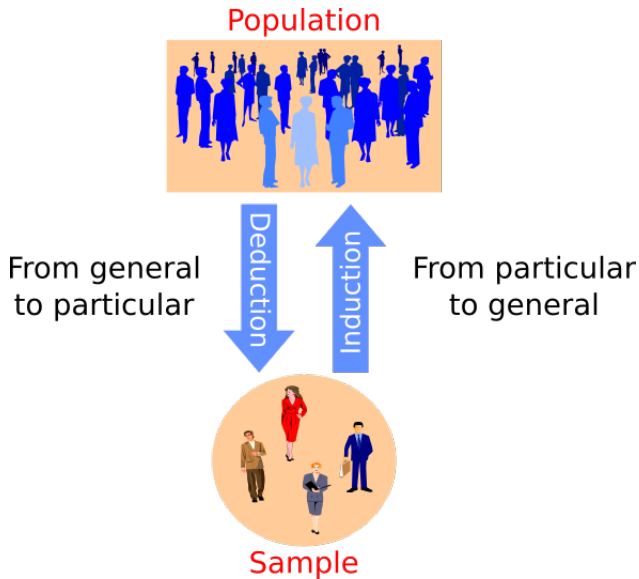 Population
From general
to particular
Deduction
Induction
From particular
to general
Sample